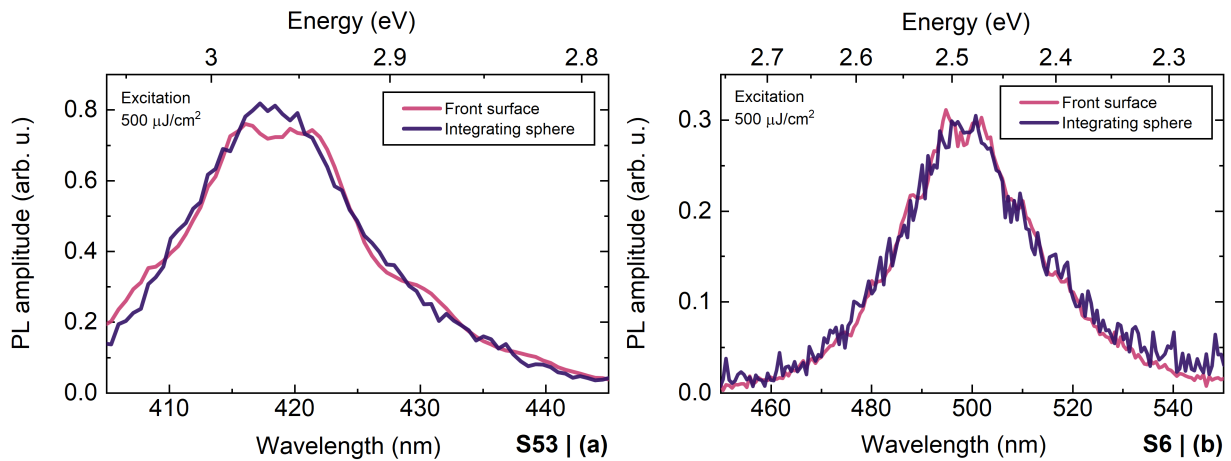 Energy (eV)
3 2.9 2.8
Excitation
500 μJ/cm²
Front surface
Integrating sphere
PL amplitude (arb. u.)
0.8
0.6
0.4
0.2
0.0
410 420 430 440
Wavelength (nm)
S53 | (a)
Energy (eV)
2.7 2.6 2.5 2.4 2.3
Excitation
500 μJ/cm²
Front surface
Integrating sphere
PL amplitude (arb. u.)
0.3
0.2
0.1
0.0
460 480 500 520 540
Wavelength (nm)
S6 | (b)